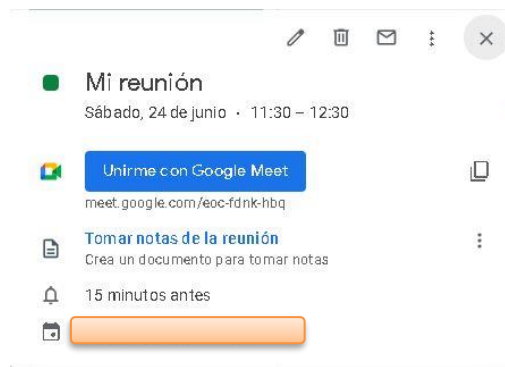 Mi reunión
Sábado, 24 de junio · 11:30 – 12:30
Unirme con Google Meet
meet.google.com/eoc-fdnk-hbq
Tomar notas de la reunión
Crea un documento para tomar notas
15 minutos antes